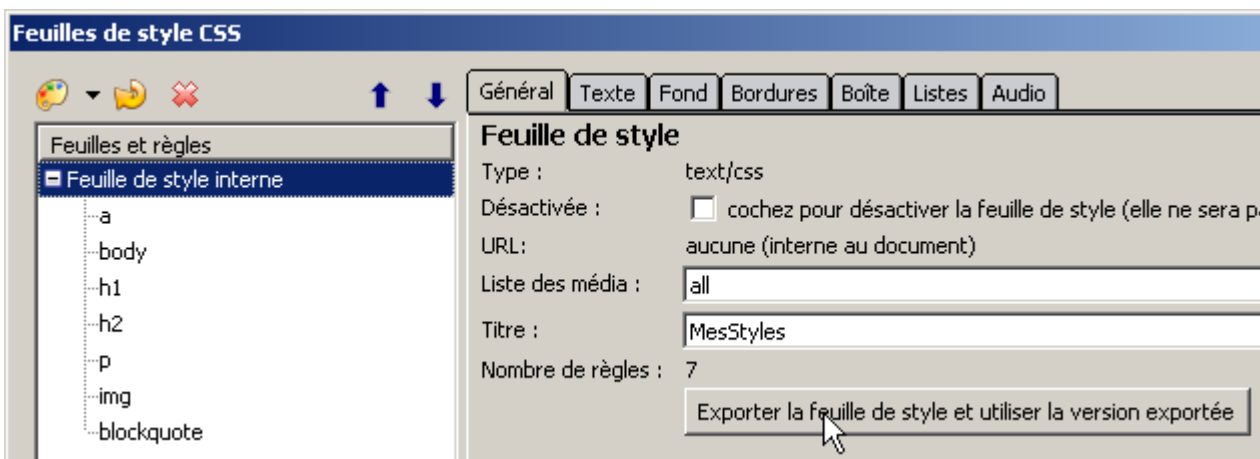 Feuilles de style CSS
Général Texte Fond Bordures Boîte Listes Audio
Feuilles et règles
Feuille de style interne
a
body
h1
h2
p
img
blockquote
Feuille de style
Type : text/css
Désactivée : cochez pour désactiver la feuille de style (elle ne sera
URL: aucune (interne au document)
Liste des média : all
Titre : MesStyles
Nombre de règles : 7
Exporter la feuille de style et utiliser la version exportée